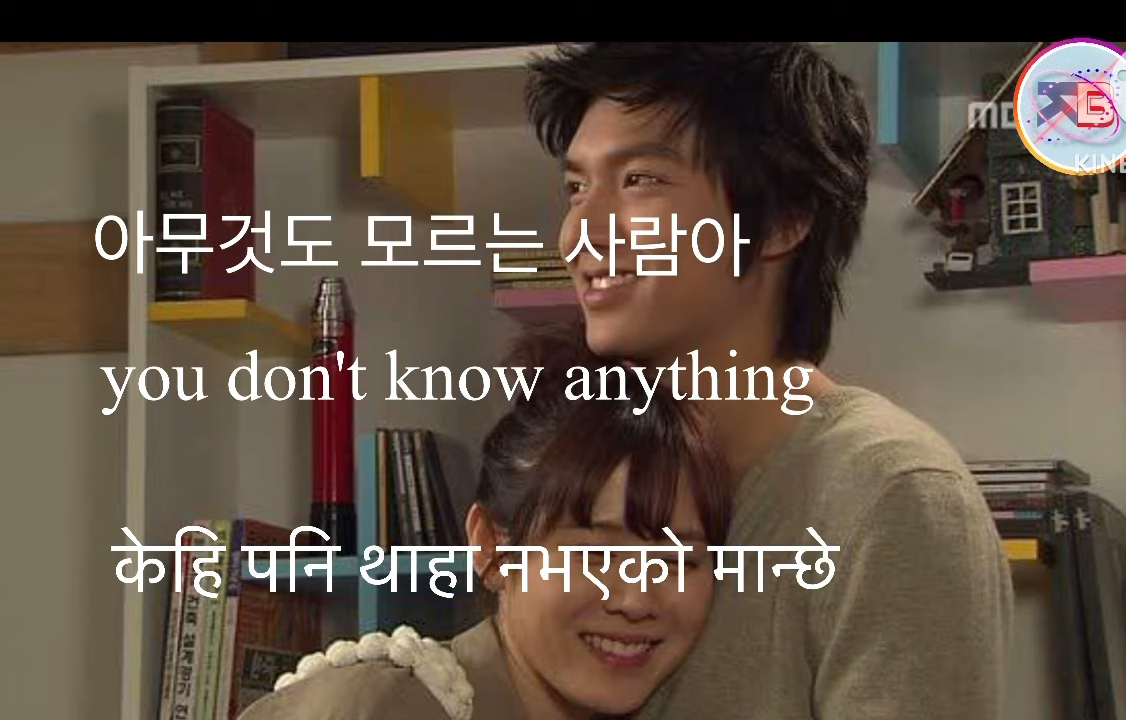 아무것도 모르는 사람아
you don't know anything
केहि पनि थाहा नभएको मान्छे